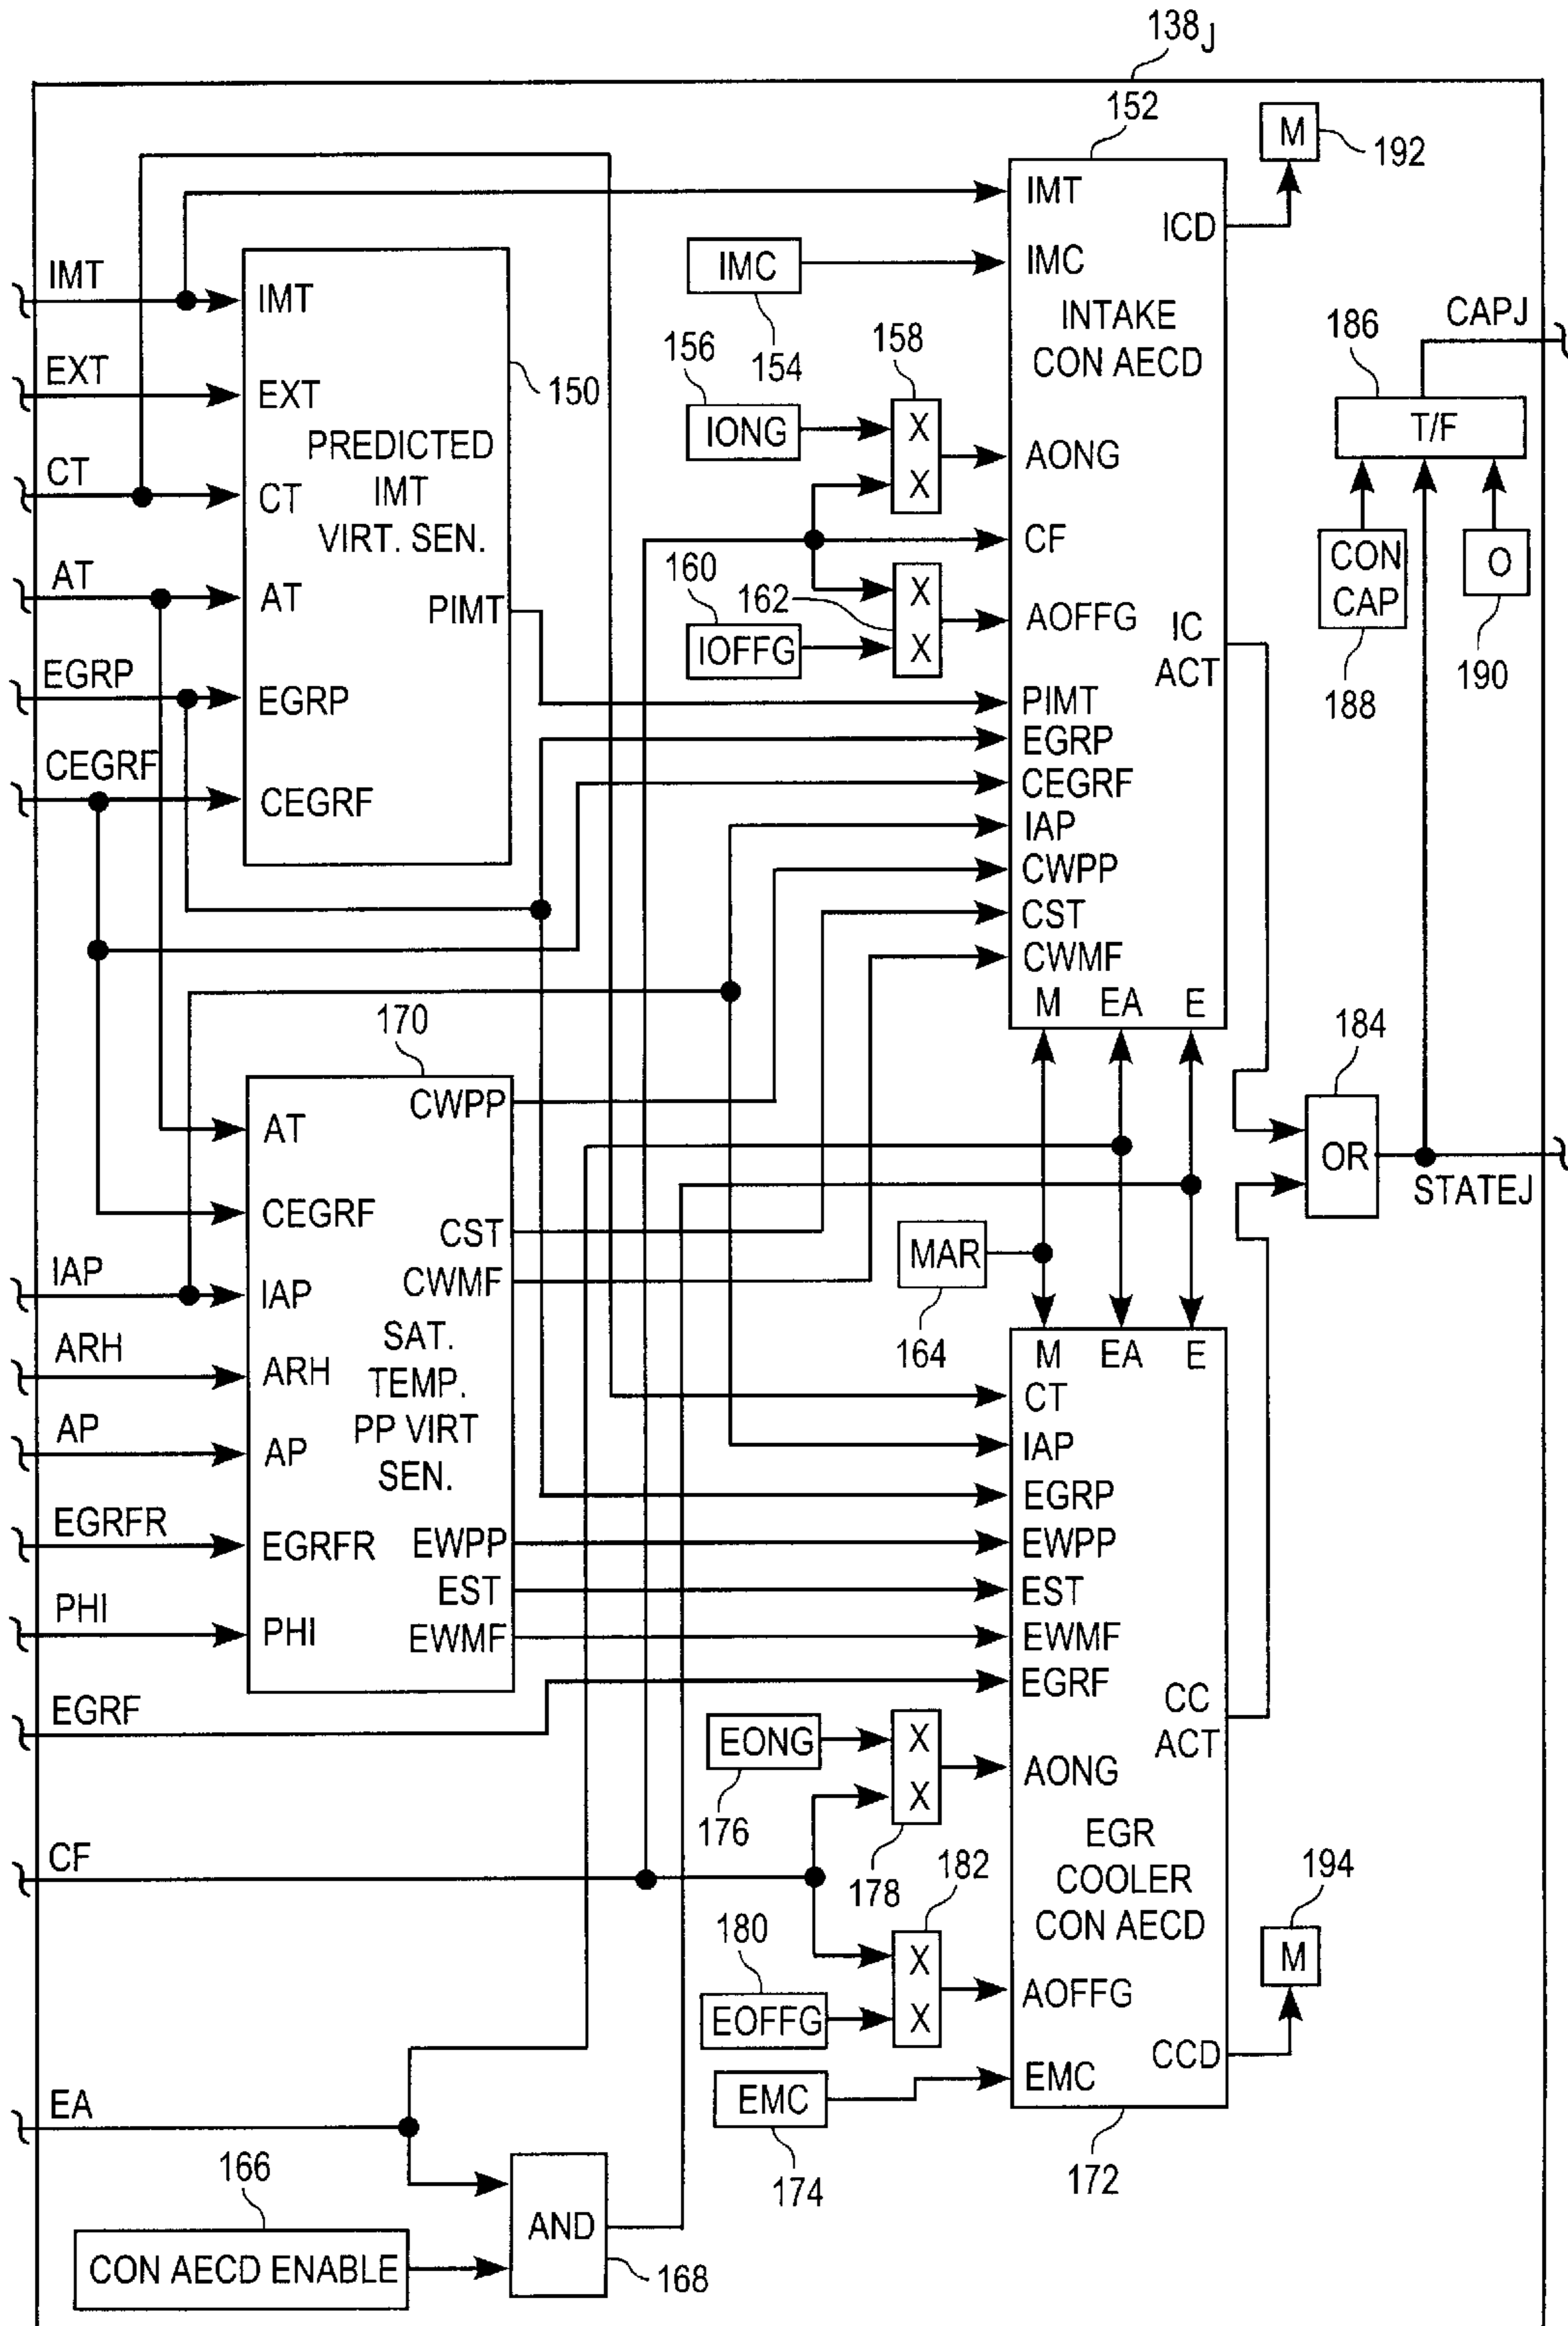 138J
152
M
192
IMT
ICD
IMC
IMC
154
INTAKE
CON AECD
IMT
IMT
EXT
EXT
150
PREDICTED
IMT
VIRT. SEN.
CT
CT
AT
AT
PIMT
EGRP
EGRP
CEGRF
CEGRF
156
IONG
158
X
X
AONG
CF
160
162
IOFFG
X
X
AOFFG
IC
ACT
PIMT
EGRP
CEGRF
IAP
CWPP
CST
CWMF
M
EA
E
CAPJ
186
T/F
CON
CAP
188
O
190
170
CWPP
AT
CEGRF
CST
CWMF
IAP
IAP
SAT.
TEMP.
PP VIRT
SEN.
ARH
ARH
AP
AP
EGRFR
EGRFR
EWPP
EST
PHI
PHI
EWMF
184
OR
STATEJ
MAR
164
M
EA
E
CT
IAP
EGRP
EWPP
EST
EWMF
EGRF
EGRF
CC
ACT
EONG
176
X
X
178
AONG
EGR
COOLER
CON AECD
CF
180
EOFFG
182
X
X
AOFFG
194
M
CCD
EMC
174
EMC
172
EA
166
CON AECD ENABLE
AND
168